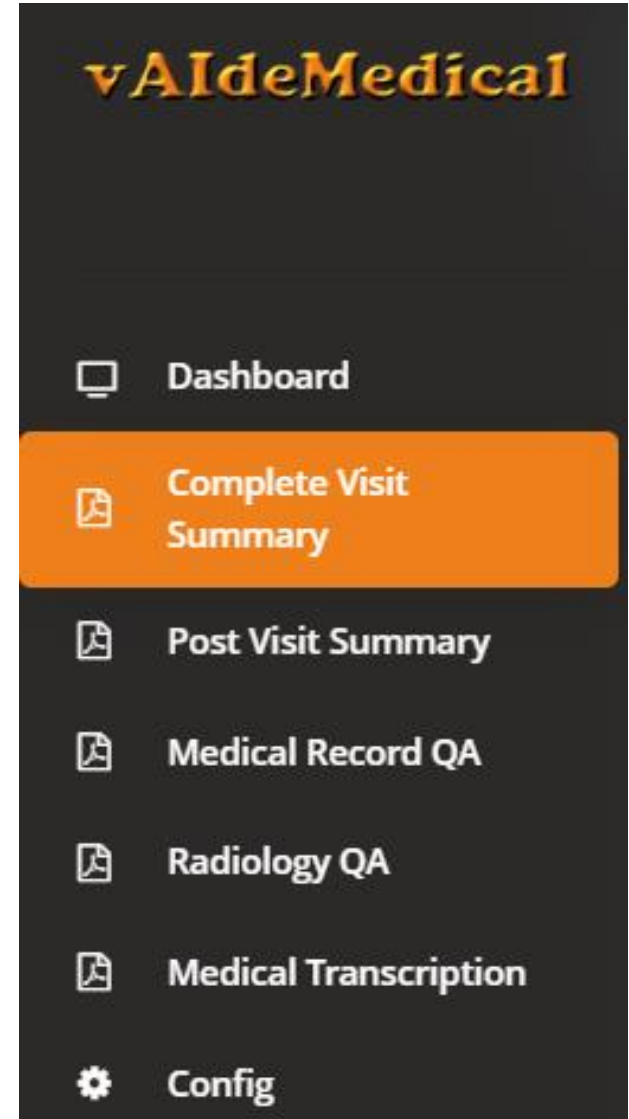 vAIdeMedical
Dashboard
Complete Visit
Summary
Post Visit Summary
Medical Record QA
Radiology QA
Medical Transcription
Config